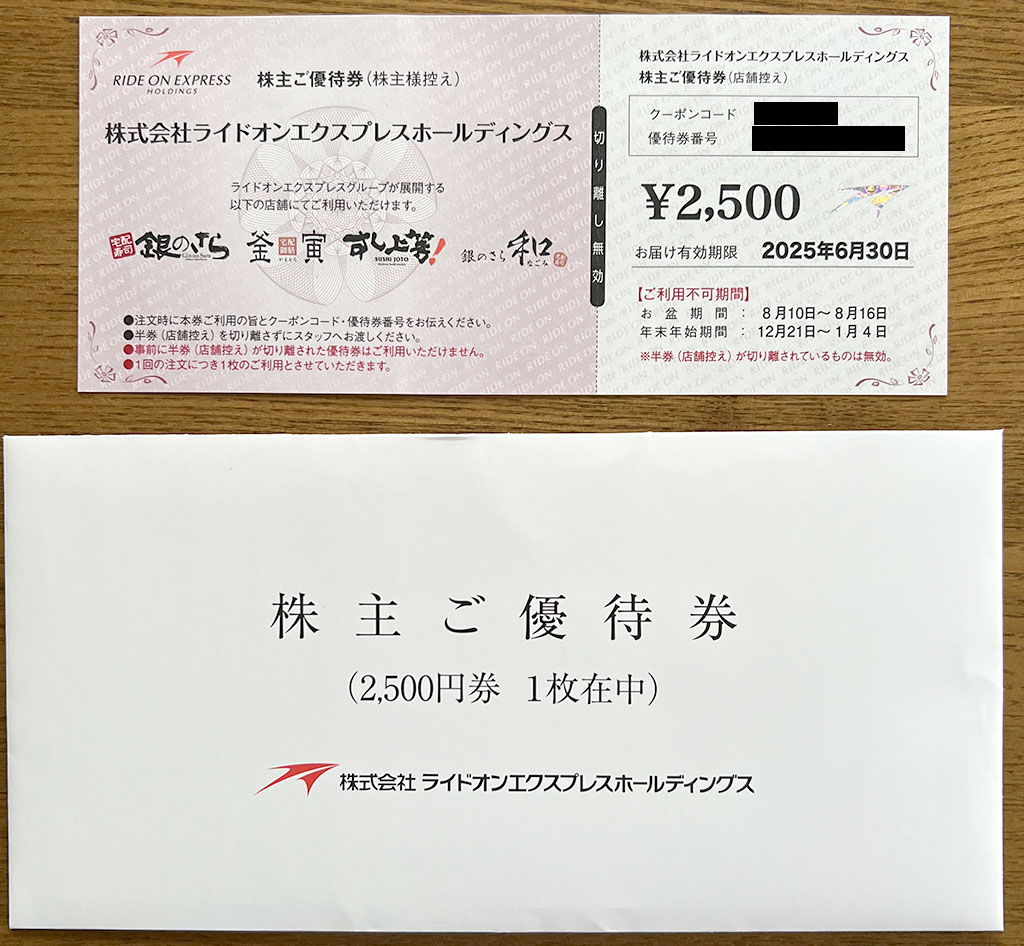 RIDE ON EXPRESS
HOLDINGS
株主ご優待券(株主様控え)
株式会社ライドオンエクスプレスホールディングス
ライドオンエクスプレスグループが展開する
以下の店舗にてご利用いただけます。
宅配寿司 銀のさら 釜 宅配御膳 寅 すし上等! SUSHI JOTO 銀のさら 和 なごみ
●注文時に本券ご利用の旨とクーポンコード・優待券番号をお伝えください。
●半券(店舗控え)を切り離さずにスタッフへお渡しください。
●事前に半券(店舗控え)が切り離された優待券はご利用いただけません。
●1回の注文につき1枚のご利用とさせていただきます。
切り離し無効
株式会社ライドオンエクスプレスホールディングス
株主ご優待券(店舗控え)
クーポンコード
優待券番号
¥2,500
お届け有効期限 2025年6月30日
【ご利用不可期間】
お盆期間 : 8月10日〜8月16日
年末年始期間 : 12月21日〜1月4日
※半券(店舗控え)が切り離されているものは無効。
株主ご優待券
(2,500円券 1枚在中)
株式会社 ライドオンエクスプレスホールディングス